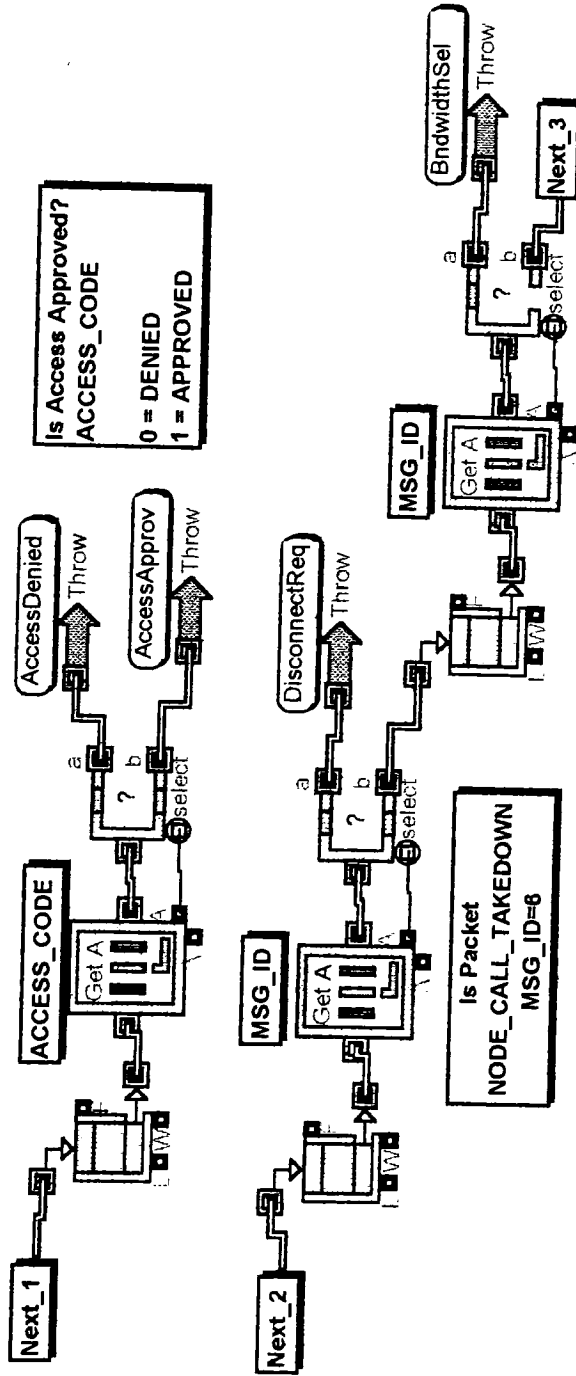 Next_1
F
L
W
ACCESS_CODE
Get A
A
A
?
select
a
b
AccessDenied
Throw
AccessApprov
Throw
Is Access Approved?
ACCESS_CODE
0 = DENIED
1 = APPROVED
Next_2
F
L
W
MSG_ID
Get A
A
A
?
select
a
b
DisconnectReq
Throw
Is Packet
NODE_CALL_TAKEDOWN
MSG_ID=6
F
L
W
MSG_ID
Get A
A
A
?
select
a
b
BndwidthSel
Throw
Next_3